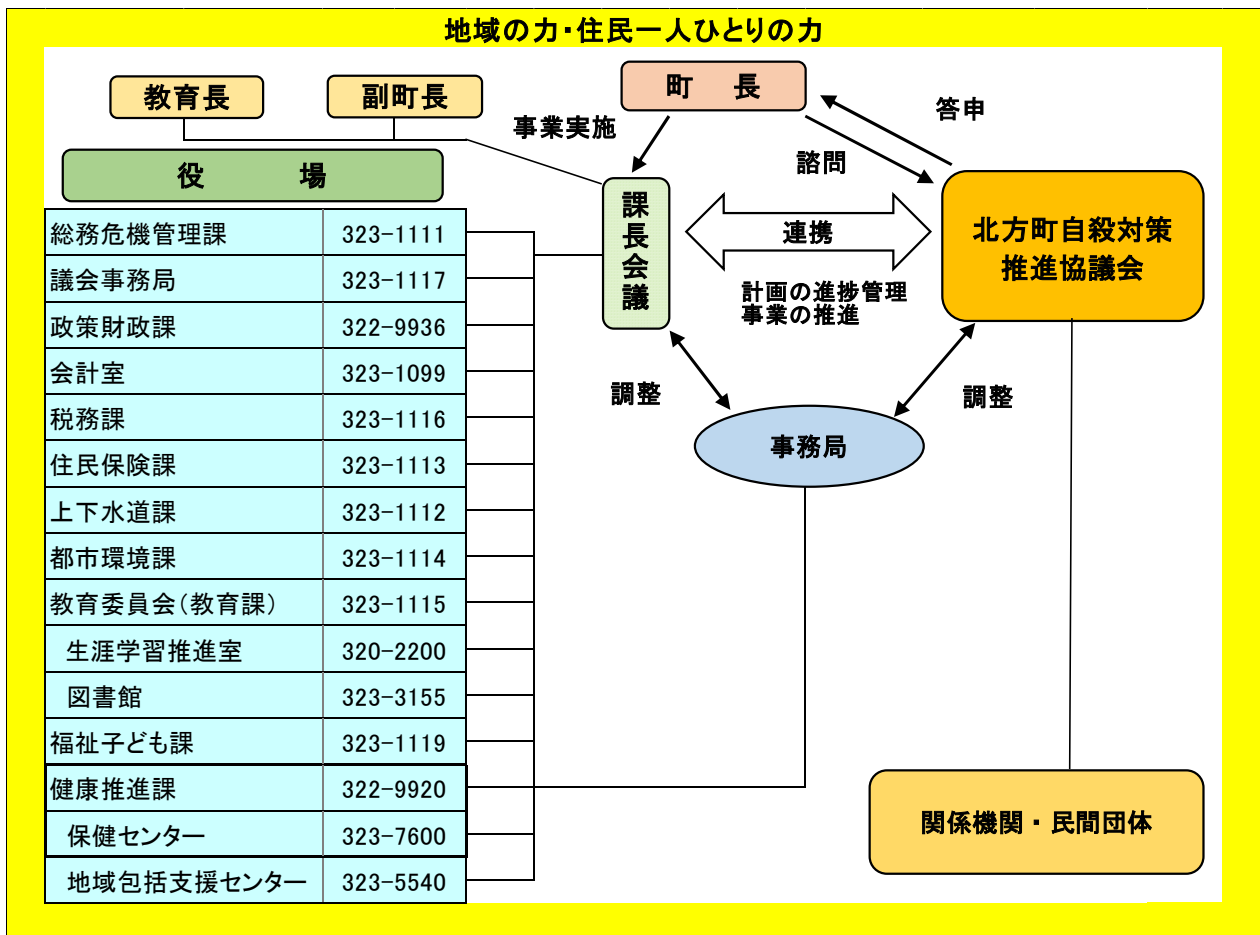 地域の力・住民一人ひとりの力
教育長
副町長
町　長
事業実施
答申
諮問
役　　場
課長会議
連携
計画の進捗管理
事業の推進
北方町自殺対策
推進協議会
調整
調整
事務局
総務危機管理課 323-1111
議会事務局 323-1117
政策財政課 322-9936
会計室 323-1099
税務課 323-1116
住民保険課 323-1113
上下水道課 323-1112
都市環境課 323-1114
教育委員会（教育課） 323-1115
生涯学習推進室 320-2200
図書館 323-3155
福祉子ども課 323-1119
健康推進課 322-9920
保健センター 323-7600
地域包括支援センター 323-5540
関係機関・民間団体